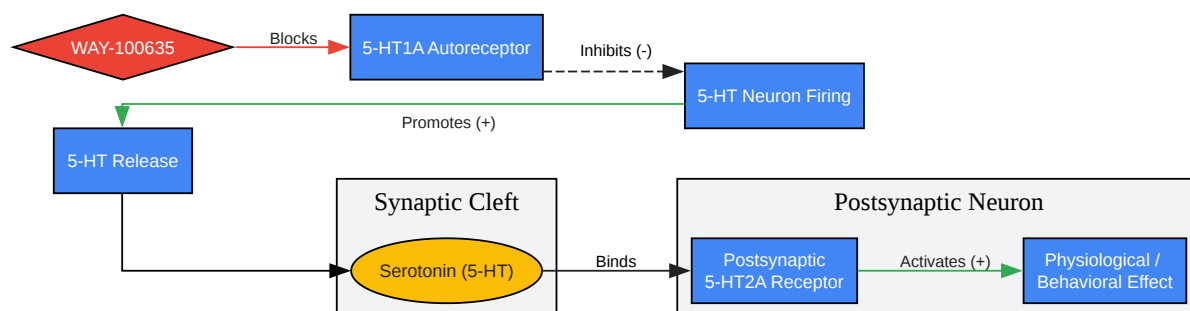 WAY-100635
Blocks
5-HT1A Autoreceptor
Inhibits (-)
5-HT Neuron Firing
Promotes (+)
5-HT Release
Synaptic Cleft
Serotonin (5-HT)
Binds
Postsynaptic Neuron
Postsynaptic
5-HT2A Receptor
Activates (+)
Physiological /
Behavioral Effect